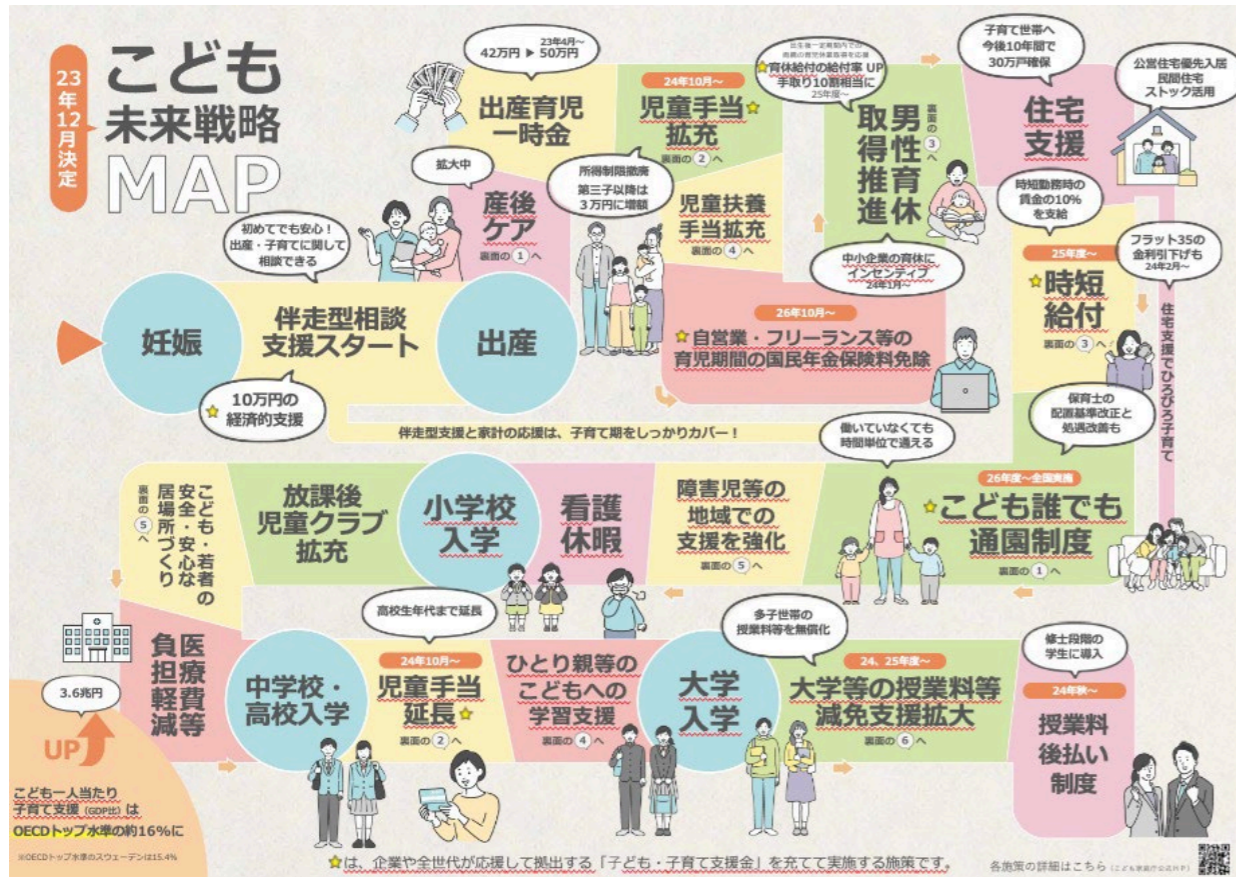 23年12月決定
こども
未来戦略
MAP
42万円 ▶ 23年4月～
50万円
出産育児
一時金
24年10月～
児童手当☆
拡充
裏面の②へ
所得制限撤廃
第三子以降は
3万円に増額
児童扶養
手当拡充
裏面の④へ
拡大中
産後
ケア
裏面の①へ
初めてでも安心！
出産・子育てに関して
相談できる
妊娠
伴走型相談
支援スタート
出産
☆10万円の
経済的支援
伴走型支援と家計の応援は、子育て期をしっかりカバー！
☆育休給付の給付率UP
手取り10割相当に
25年度～
男性育休
取得推進
裏面の③へ
中小企業の育休に
インセンティブ
24年1月～
26年10月～
☆自営業・フリーランス等の
育児期間の国民年金保険料免除
子育て世帯へ
今後10年間で
30万戸確保
住宅
支援
公営住宅優先入居
民間住宅
ストック活用
時短勤務時の
賃金の10%
を支給
25年度～
☆時短
給付
裏面の③へ
フラット35の
金利引下げも
24年2月～
住宅支援でひろびろ子育て
保育士の
配置基準改正と
処遇改善も
働いていなくても
時間単位で通える
26年度～全国実施
☆こども誰でも
通園制度
裏面の①へ
障害児等の
地域での
支援を強化
裏面の⑤へ
看護
休暇
小学校
入学
放課後
児童クラブ
拡充
こども・若者の
安全・安心な
居場所づくり
裏面の⑤へ
医療費等
負担軽減
中学校・
高校入学
高校生年代まで延長
24年10月～
児童手当
延長☆
裏面の②へ
ひとり親等の
こどもへの
学習支援
裏面の④へ
大学
入学
多子世帯の
授業料等を無償化
24、25年度～
大学等の授業料等
減免支援拡大
裏面の⑥へ
修士段階の
学生に導入
24年秋～
授業料
後払い
制度
3.6兆円
UP
こども一人当たり
子育て支援（GDP比）は
OECDトップ水準の約16%に
※OECDトップ水準のスウェーデンは15.4%
☆は、企業や全世代が応援して拠出する「子ども・子育て支援金」を充てて実施する施策です。
各施策の詳細はこちら